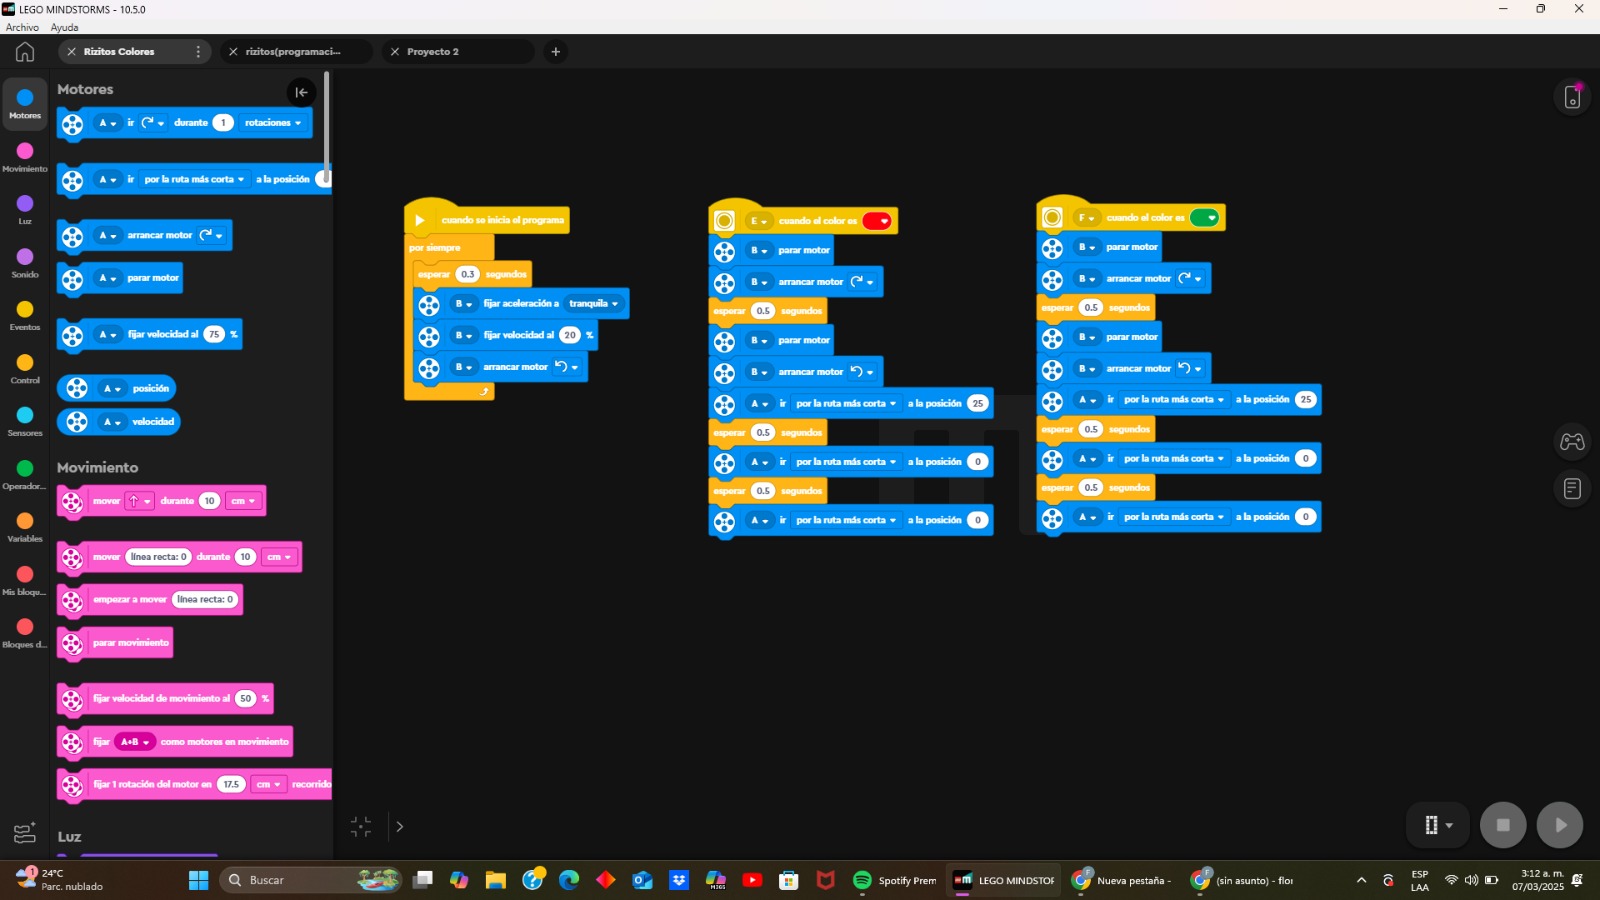 LEGO MINDSTORMS - 10.5.0
Archivo Ayuda
Rizitos Colores
rizitos(programaci...
Proyecto 2
Motores
Movimiento
Luz
Sonido
Eventos
Control
Sensores
Operador...
Variables
Mis bloqu...
Bloques d...
Motores
A ir durante 1 rotaciones
A ir por la ruta más corta a la posición
A arrancar motor
A parar motor
A fijar velocidad al 75 %
A posición
A velocidad
Movimiento
mover durante 10 cm
mover línea recta: 0 durante 10 cm
empezar a mover línea recta: 0
parar movimiento
fijar velocidad de movimiento al 50 %
fijar A+B como motores en movimiento
fijar 1 rotación del motor en 17.5 cm recorrido
Luz
cuando se inicia el programa
por siempre
esperar 0.3 segundos
B fijar aceleración a tranquila
B fijar velocidad al 20 %
B arrancar motor
E cuando el color es
B parar motor
B arrancar motor
esperar 0.5 segundos
B parar motor
B arrancar motor
A ir por la ruta más corta a la posición 25
esperar 0.5 segundos
A ir por la ruta más corta a la posición 0
esperar 0.5 segundos
A ir por la ruta más corta a la posición 0
F cuando el color es
B parar motor
B arrancar motor
esperar 0.5 segundos
B parar motor
B arrancar motor
A ir por la ruta más corta a la posición 25
esperar 0.5 segundos
A ir por la ruta más corta a la posición 0
esperar 0.5 segundos
A ir por la ruta más corta a la posición 0
1
24°C
Parc. nublado
Buscar
M365
Spotify Prem
LEGO MINDSTOR
Nueva pestaña -
(sin asunto) - flor
ESP
LAA
3:12 a. m.
07/03/2025